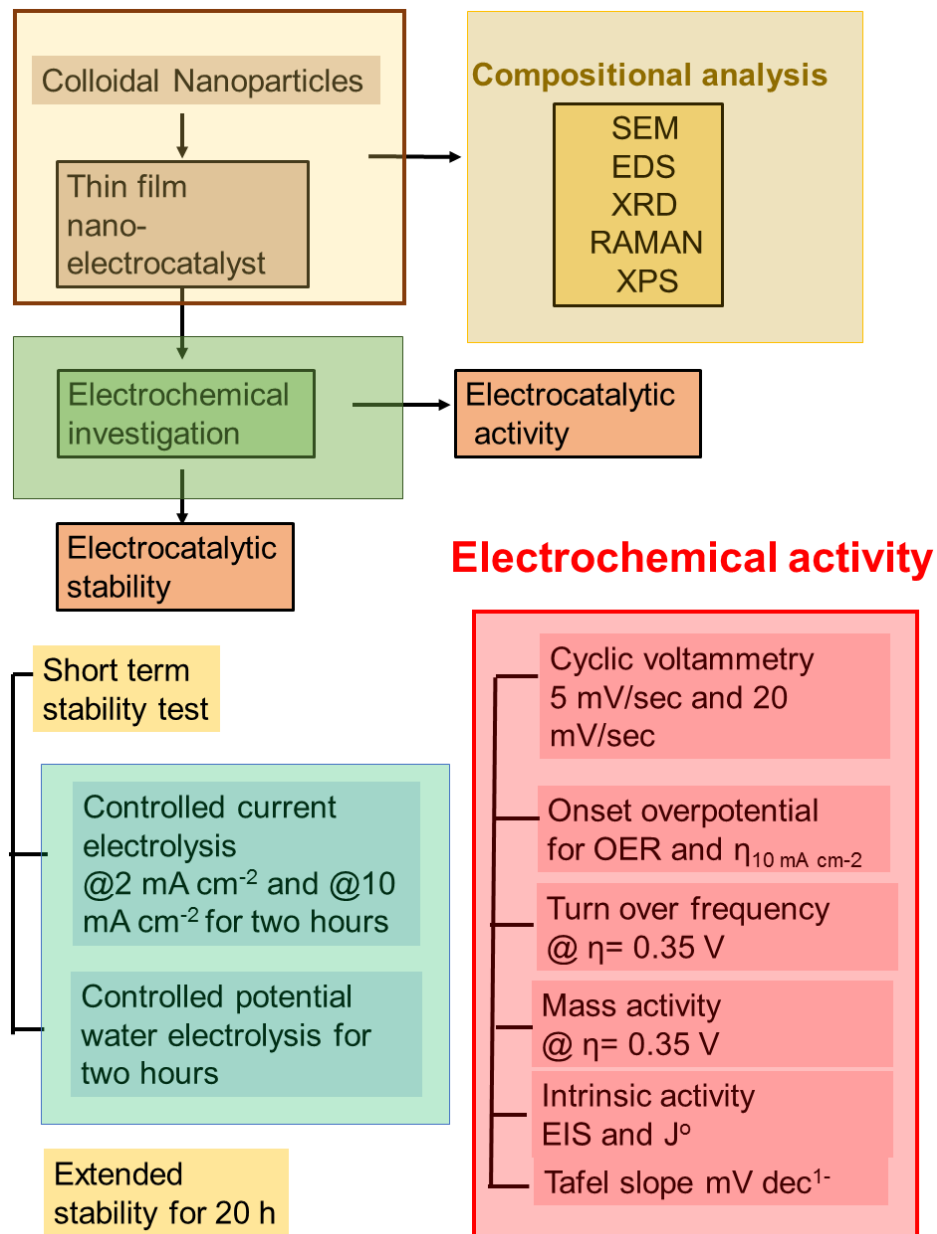 Colloidal Nanoparticles
Thin film
nano-
electrocatalyst
Compositional analysis
SEM
EDS
XRD
RAMAN
XPS
Electrochemical
investigation
Electrocatalytic
activity
Electrocatalytic
stability
Short term
stability test
Controlled current
electrolysis
@2 mA cm⁻² and @10
mA cm⁻² for two hours
Controlled potential
water electrolysis for
two hours
Extended
stability for 20 h
Electrochemical activity
Cyclic voltammetry
5 mV/sec and 20
mV/sec
Onset overpotential
for OER and η10 mA cm-2
Turn over frequency
@ η= 0.35 V
Mass activity
@ η= 0.35 V
Intrinsic activity
EIS and Jᵒ
Tafel slope mV dec¹⁻